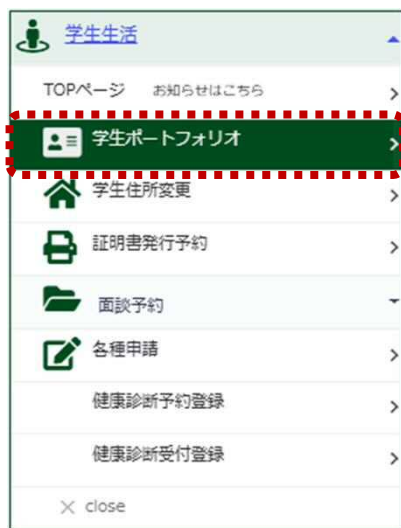 学生生活
TOPページ お知らせはこちら
学生ポートフォリオ
学生住所変更
証明書発行予約
面談予約
各種申請
健康診断予約登録
健康診断受付登録
× close